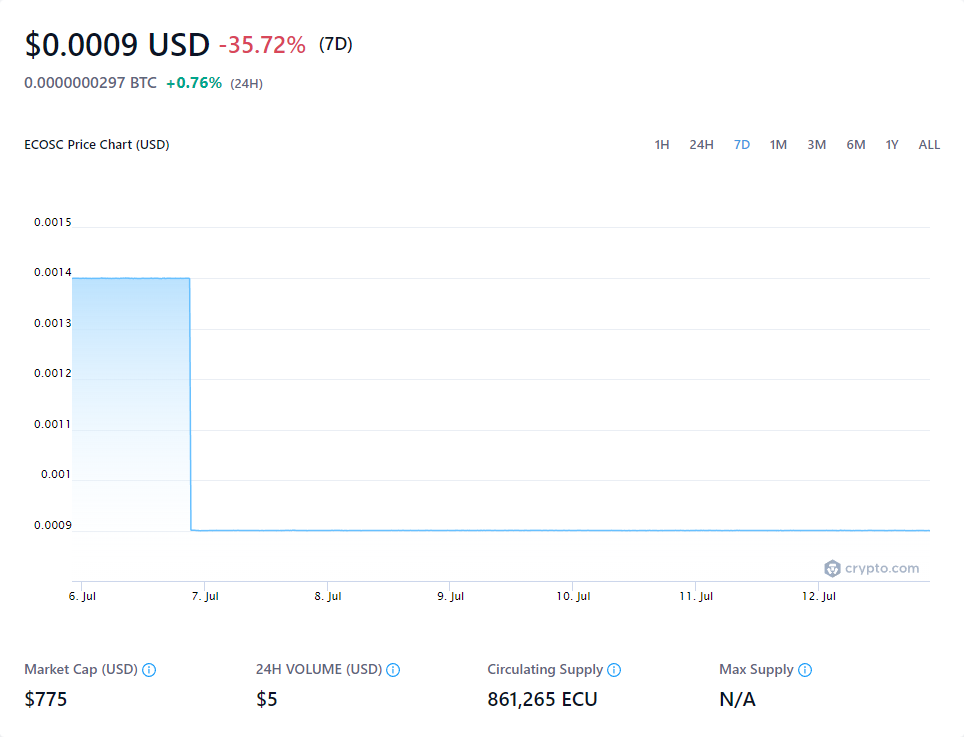 $0.0009 USD -35.72% (7D)
0.0000000297 BTC +0.76% (24H)
ECOSC Price Chart (USD) 1H 24H 7D 1M 3M 6M 1Y ALL
0.0015
0.0014
0.0013
0.0012
0.0011
0.001
0.0009
crypto.com
6. Jul 7. Jul 8. Jul 9. Jul 10. Jul 11. Jul 12. Jul
Market Cap (USD) 24H VOLUME (USD) Circulating Supply Max Supply
$775 $5 861,265 ECU N/A